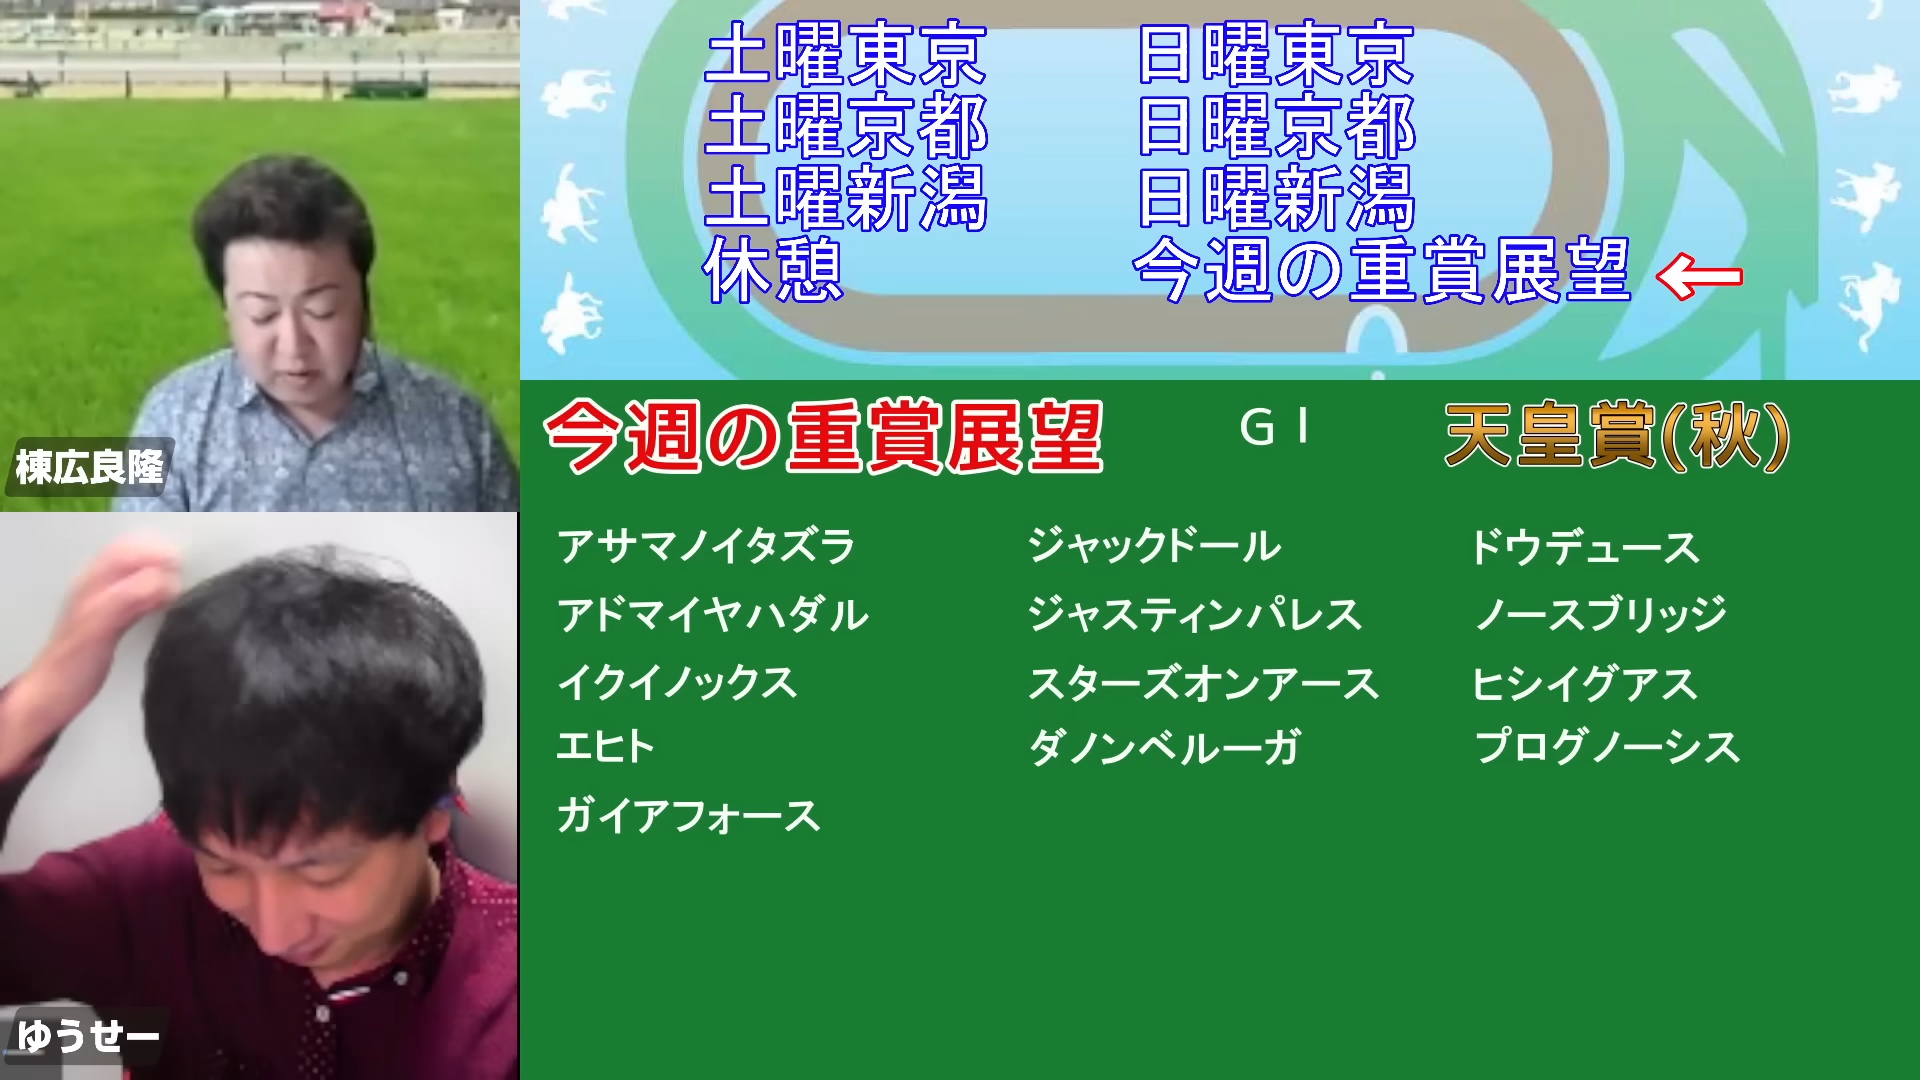 土曜東京
土曜京都
土曜新潟
休憩
日曜東京
日曜京都
日曜新潟
今週の重賞展望 ←
今週の重賞展望
GⅠ
天皇賞(秋)
アサマノイタズラ
アドマイヤハダル
イクイノックス
エヒト
ガイアフォース
ジャックドール
ジャスティンパレス
スターズオンアース
ダノンベルーガ
ドウデュース
ノースブリッジ
ヒシイグアス
プログノーシス
棟広良隆
ゆうせー